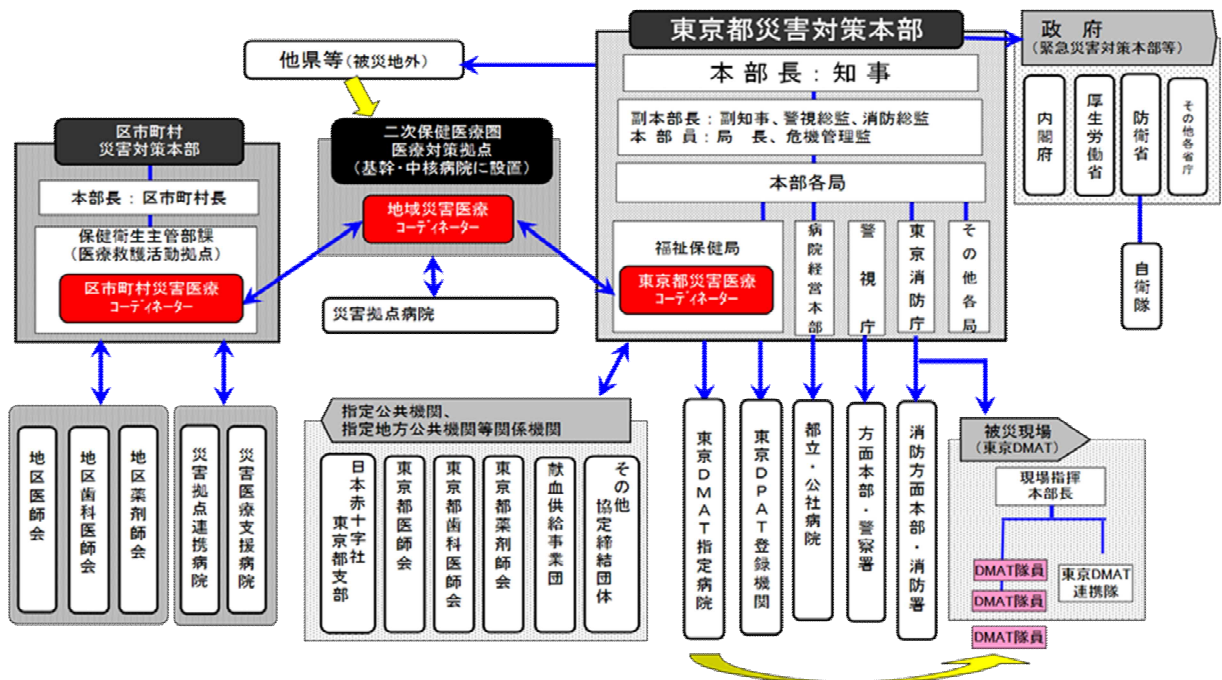 東京都災害対策本部
本部長：知事
副本部長：副知事、警視総監、消防総監
本 部 員：局　長、危機管理監
本部各局
福祉保健局
東京都災害医療
コーディネーター
病院経営本部
警視庁
東京消防庁
その他各局
政　府
（緊急災害対策本部等）
内閣府
厚生労働省
防衛省
その他各省庁
自衛隊
他県等（被災地外）
二次保健医療圏
医療対策拠点
（基幹・中核病院に設置）
地域災害医療
コーディネーター
災害拠点病院
区市町村
災害対策本部
本部長：区市町村長
保健衛生主管部課
（医療救護活動拠点）
区市町村災害医療
コーディネーター
地区医師会
地区歯科医師会
地区薬剤師会
災害拠点連携病院
災害医療支援病院
指定公共機関、
指定地方公共機関等関係機関
日本赤十字社
東京都支部
東京都医師会
東京都歯科医師会
東京都薬剤師会
献血供給事業団
その他
協定締結団体
東京DMAT指定病院
東京DPAT登録機関
都立・公社病院
方面本部・警察署
消防方面本部・消防署
被災現場
（東京DMAT）
現場指揮
本部長
DMAT隊員
DMAT隊員
DMAT隊員
東京DMAT
連携隊